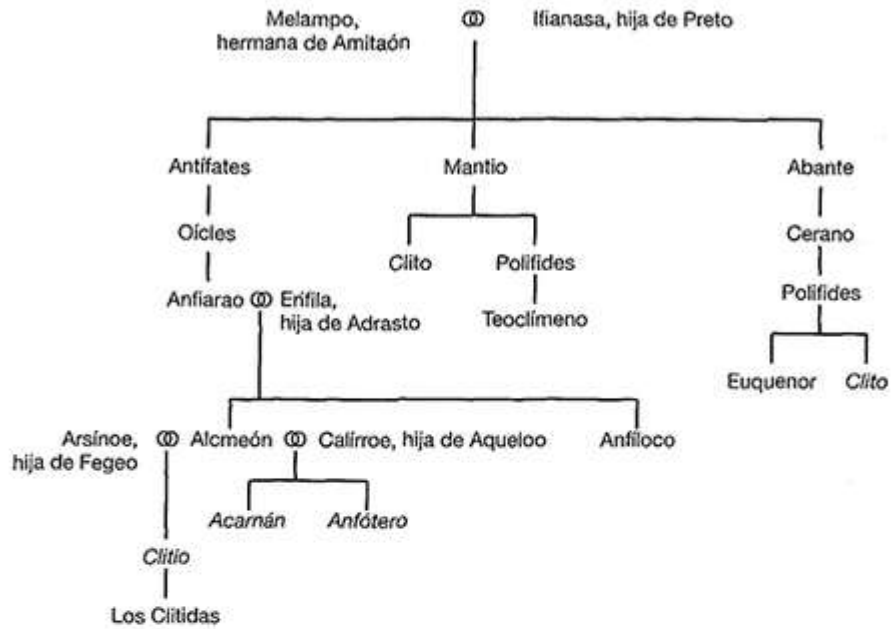 Melampo,
hermana de Amitaón
Ifianasa, hija de Preto
Antífates
Mantio
Abante
Oícles
Clito
Polifides
Cerano
Anfiarao
Erifila,
hija de Adrasto
Teoclímeno
Polifides
Euquenor
Clito
Arsínoe,
hija de Fegeo
Alcmeón
Calírroe, hija de Aqueloo
Anfíloco
Acarnán
Anfótero
Clitio
Los Clitidas